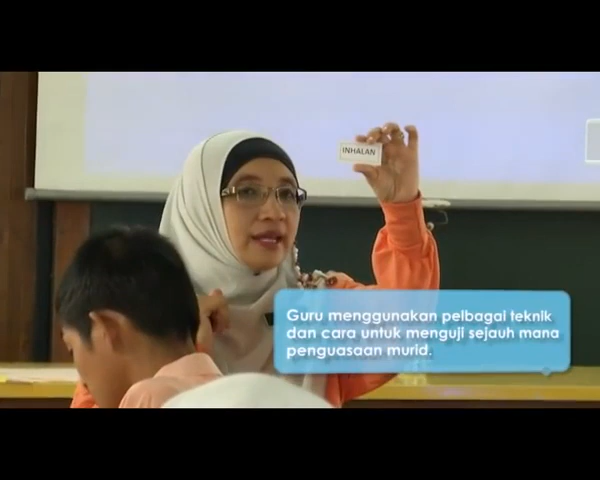 INHALAN
Guru menggunakan pelbagai teknik
dan cara untuk menguji sejauh mana
penguasaan murid.